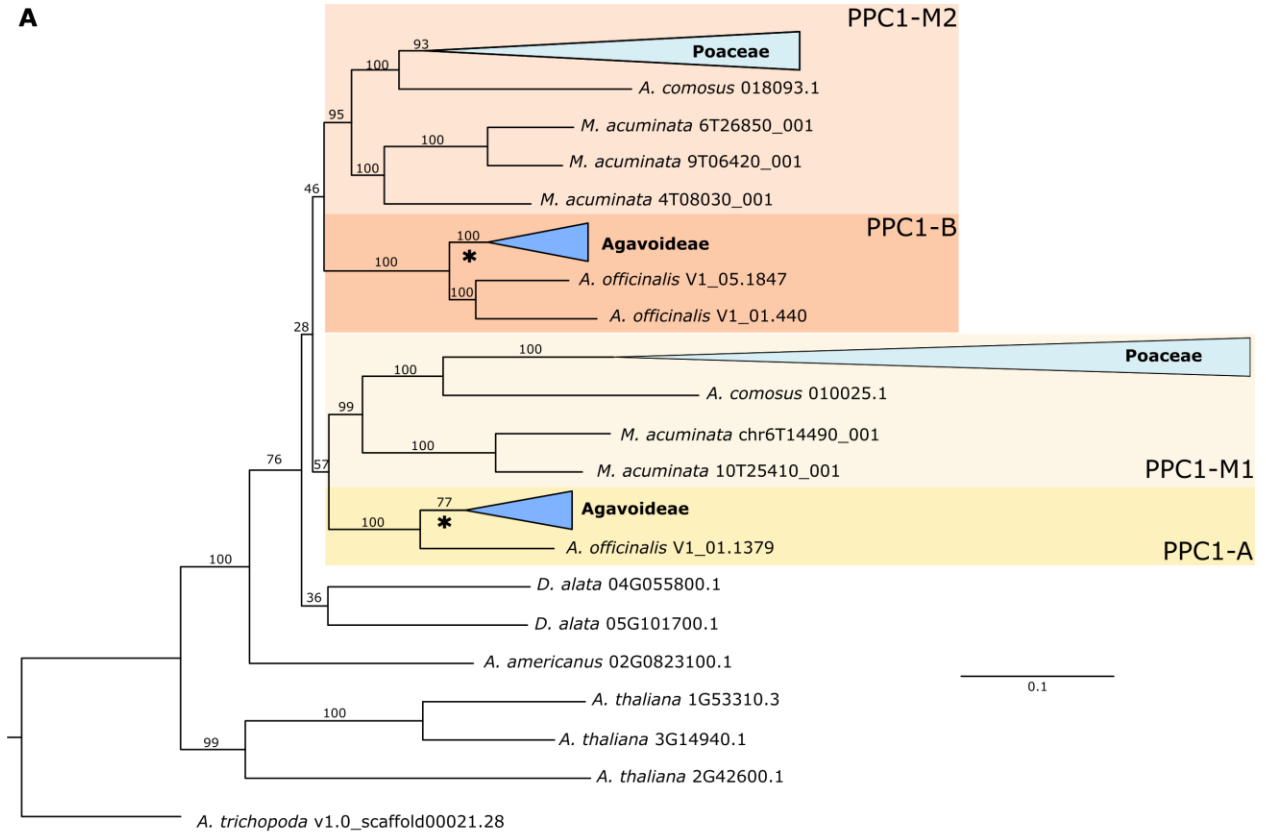 A
PPC1-M2
93
Poaceae
100
A. comosus 018093.1
95
M. acuminata 6T26850_001
100
M. acuminata 9T06420_001
100
M. acuminata 4T08030_001
46
PPC1-B
100
Agavoideae
*
100
A. officinalis V1_05.1847
100
A. officinalis V1_01.440
28
100
Poaceae
100
A. comosus 010025.1
99
M. acuminata chr6T14490_001
100
M. acuminata 10T25410_001
PPC1-M1
57
76
77
Agavoideae
*
100
A. officinalis V1_01.1379
PPC1-A
100
D. alata 04G055800.1
36
D. alata 05G101700.1
A. americanus 02G0823100.1
0.1
A. thaliana 1G53310.3
100
A. thaliana 3G14940.1
99
A. thaliana 2G42600.1
A. trichopoda v1.0_scaffold00021.28